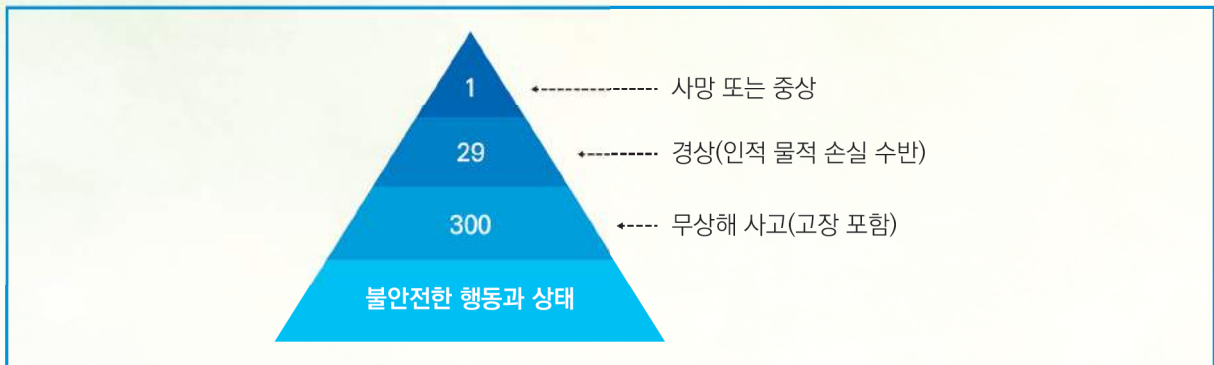 1
사망 또는 중상
29
경상(인적 물적 손실 수반)
300
무상해 사고(고장 포함)
불안전한 행동과 상태